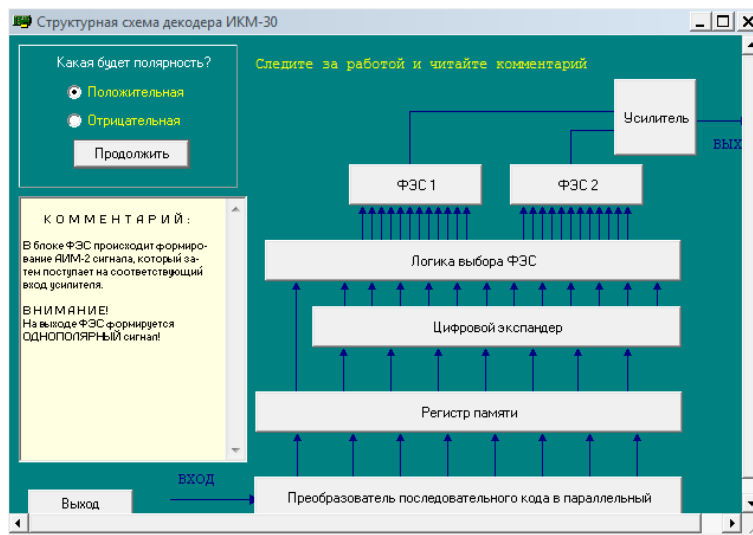 Структурная схема декодера ИКМ-30
Какая будет полярность?
Положительная
Отрицательная
Продолжить
Следите за работой и читайте комментарий
Усилитель
ВЫХ
ФЭС 1
ФЭС 2
КОММЕНТАРИЙ:
В блоке ФЭС происходит формиро-
вание АИМ-2 сигнала, который за-
тем поступает на соответствующий
вход усилителя.
ВНИМАНИЕ!
На выходе ФЭС формируется
ОДНОПОЛЯРНЫЙ сигнал!
Логика выбора ФЭС
Цифровой экспандер
Регистр памяти
ВХОД
Преобразователь последовательного кода в параллельный
Выход